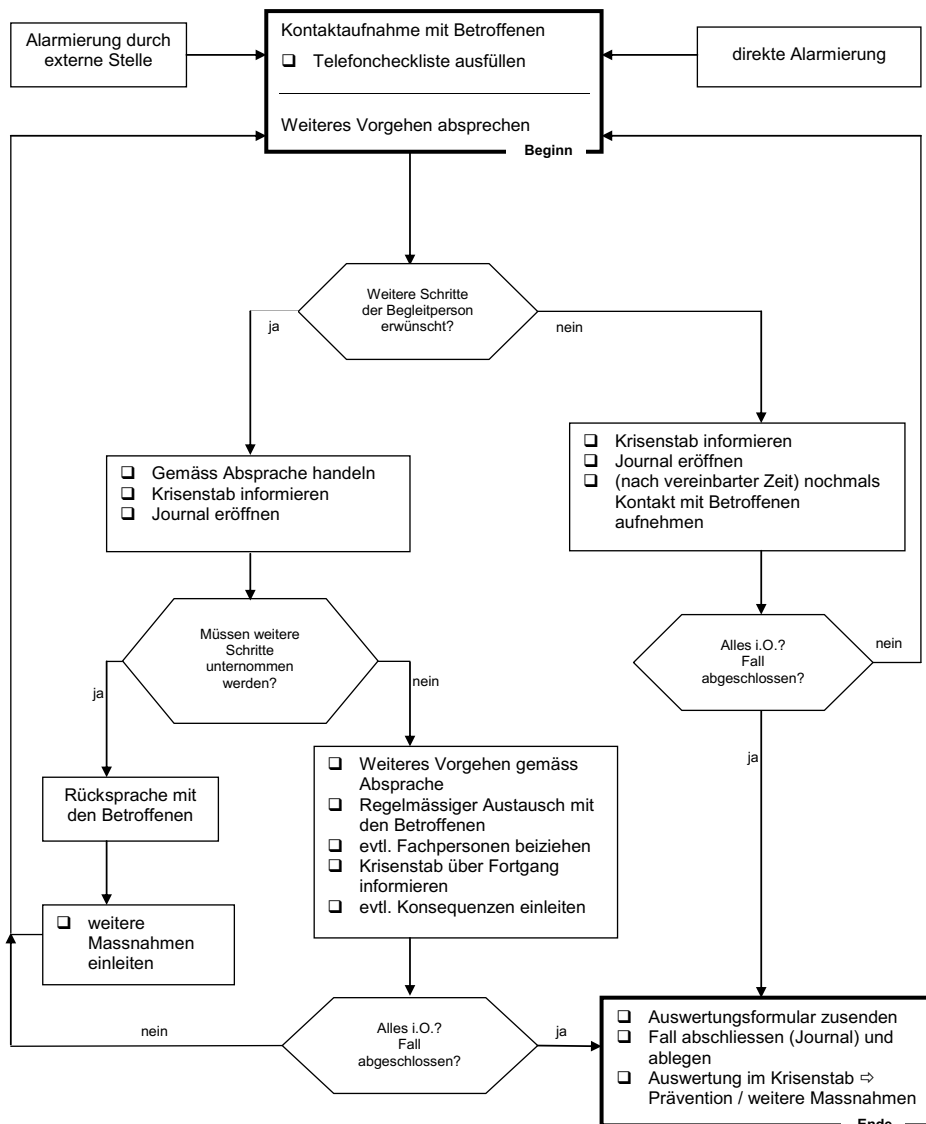 Alarmierung durch
externe Stelle
Kontaktaufnahme mit Betroffenen
❑ Telefoncheckliste ausfüllen
Weiteres Vorgehen absprechen
Beginn
direkte Alarmierung
Weitere Schritte
der Begleitperson
erwünscht?
ja
nein
❑ Gemäss Absprache handeln
❑ Krisenstab informieren
❑ Journal eröffnen
❑ Krisenstab informieren
❑ Journal eröffnen
❑ (nach vereinbarter Zeit) nochmals
Kontakt mit Betroffenen
aufnehmen
Müssen weitere
Schritte
unternommen
werden?
ja
nein
Alles i.O.?
Fall
abgeschlossen?
nein
ja
Rücksprache mit
den Betroffenen
❑ Weiteres Vorgehen gemäss
Absprache
❑ Regelmässiger Austausch mit
den Betroffenen
❑ evtl. Fachpersonen beiziehen
❑ Krisenstab über Fortgang
informieren
❑ evtl. Konsequenzen einleiten
❑ weitere
Massnahmen
einleiten
nein
Alles i.O.?
Fall
abgeschlossen?
ja
❑ Auswertungsformular zusenden
❑ Fall abschliessen (Journal) und
ablegen
❑ Auswertung im Krisenstab ⇨
Prävention / weitere Massnahmen
Ende